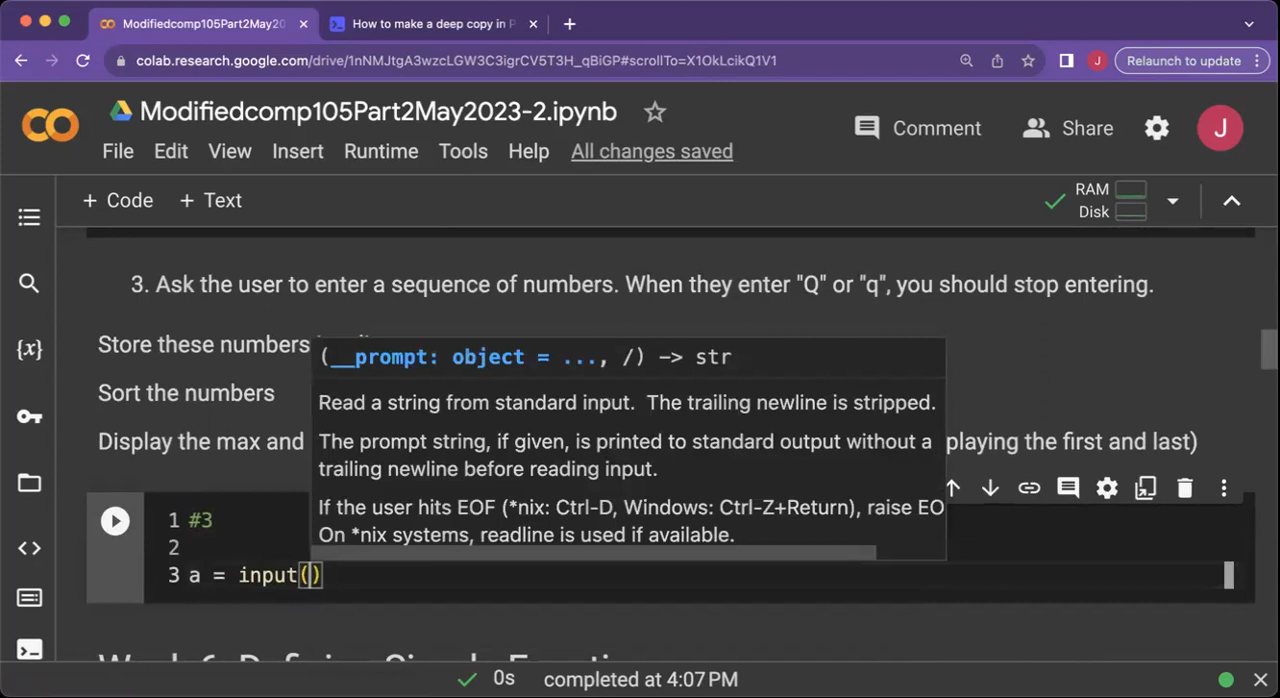 Modifiedcomp105Part2May20
How to make a deep copy in P
colab.research.google.com/drive/1nNMJtgA3wzcLGW3C3igrCV5T3H_qBiGP#scrollTo=X1OkLcikQ1V1
J
Relaunch to update
CO
Modifiedcomp105Part2May2023-2.ipynb
Comment
Share
J
File Edit View Insert Runtime Tools Help All changes saved
+ Code + Text
RAM
Disk
3. Ask the user to enter a sequence of numbers. When they enter "Q" or "q", you should stop entering.
Store these numbers
(__prompt: object = ..., /) -> str
Sort the numbers
Read a string from standard input. The trailing newline is stripped.
The prompt string, if given, is printed to standard output without a
trailing newline before reading input.
Display the max and
playing the first and last)
If the user hits EOF (*nix: Ctrl-D, Windows: Ctrl-Z+Return), raise EO
On *nix systems, readline is used if available.
1 #3
2
3 a = input()
{x}
0s completed at 4:07 PM